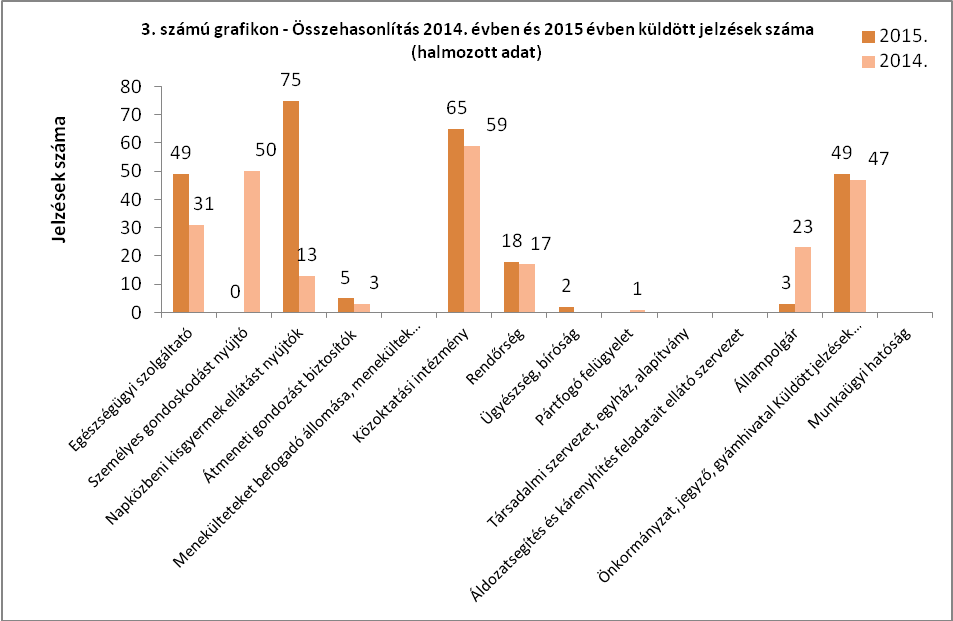 3. számú grafikon - Összehasonlítás 2014. évben és 2015 évben küldött jelzések száma
(halmozott adat)
2015.
2014.
Jelzések száma
80
70
60
50
40
30
20
10
0
49
31
0
50
75
13
5
3
65
59
18
17
2
1
3
23
49
47
Egészségügyi szolgáltató
Személyes gondoskodást nyújtó
Napközbeni kisgyermek ellátást nyújtók
Átmeneti gondozást biztosítók
Menekülteket befogadó állomása, menekültek...
Közoktatási intézmény
Rendőrség
Ügyészség, bíróság
Pártfogó felügyelet
Társadalmi szervezet, egyház, alapítvány
Áldozatsegítés és kárenyhítés feladatait ellátó szervezet
Állampolgár
Önkormányzat, jegyző, gyámhivatal Küldött jelzések...
Munkaügyi hatóság